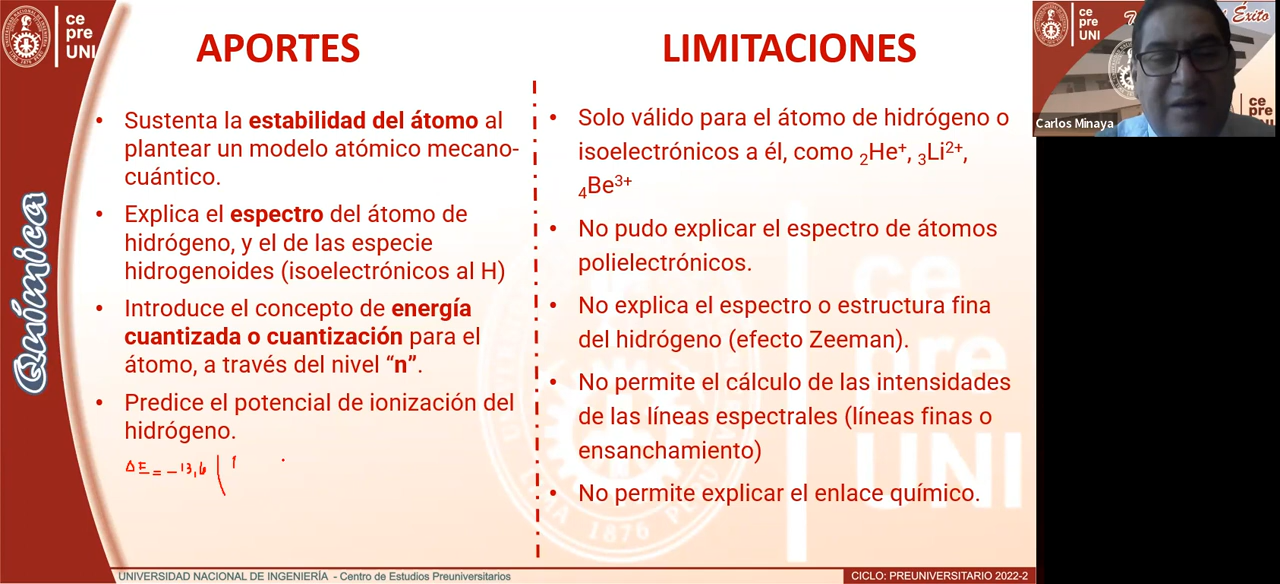 ce
pre
UNI
Química
APORTES
• Sustenta la estabilidad del átomo al
plantear un modelo atómico mecano-
cuántico.
• Explica el espectro del átomo de
hidrógeno, y el de las especie
hidrogenoides (isoelectrónicos al H)
• Introduce el concepto de energía
cuantizada o cuantización para el
átomo, a través del nivel “n”.
• Predice el potencial de ionización del
hidrógeno.
ΔE = -13,6 ( 1
LIMITACIONES
• Solo válido para el átomo de hidrógeno o
isoelectrónicos a él, como ₂He⁺, ₃Li²⁺,
₄Be³⁺
• No pudo explicar el espectro de átomos
polielectrónicos.
• No explica el espectro o estructura fina
del hidrógeno (efecto Zeeman).
• No permite el cálculo de las intensidades
de las líneas espectrales (líneas finas o
ensanchamiento)
• No permite explicar el enlace químico.
ce
pre
UNI
1876
UNIVERSIDAD NACIONAL DE INGENIERÍA - Centro de Estudios Preuniversitarios
CICLO: PREUNIVERSITARIO 2022-2
ce
pre
UNI
Éxito
ce
pre
Carlos Minaya